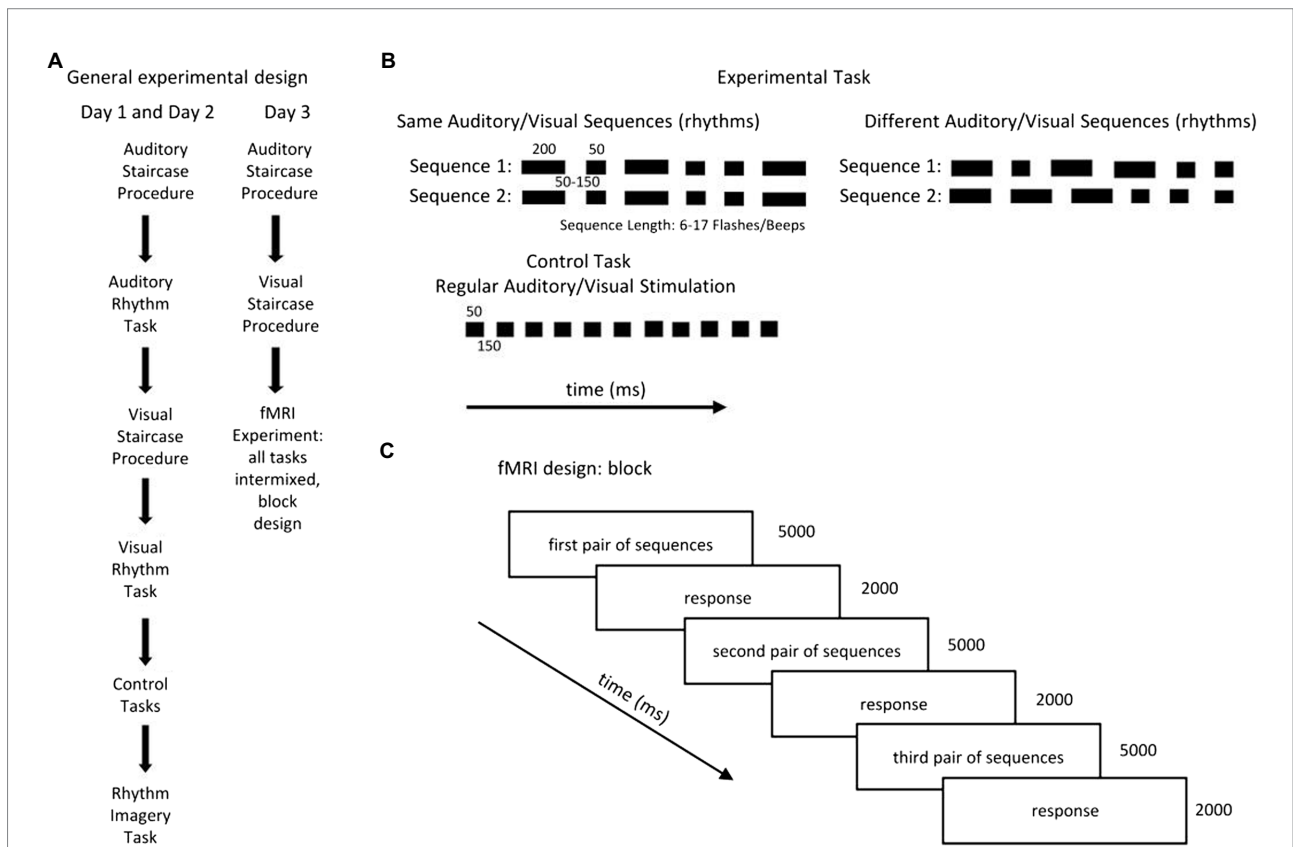 A
General experimental design
Day 1 and Day 2
Auditory
Staircase
Procedure
Auditory
Rhythm
Task
Visual
Staircase
Procedure
Visual
Rhythm
Task
Control
Tasks
Rhythm
Imagery
Task
Day 3
Auditory
Staircase
Procedure
Visual
Staircase
Procedure
fMRI
Experiment:
all tasks
intermixed,
block
design
B
Experimental Task
Same Auditory/Visual Sequences (rhythms)
200 50
Sequence 1:
50-150
Sequence 2:
Sequence Length: 6-17 Flashes/Beeps
Different Auditory/Visual Sequences (rhythms)
Sequence 1:
Sequence 2:
Control Task
Regular Auditory/Visual Stimulation
50
150
time (ms)
C
fMRI design: block
first pair of sequences 5000
response 2000
second pair of sequences 5000
response 2000
third pair of sequences 5000
response 2000
time (ms)